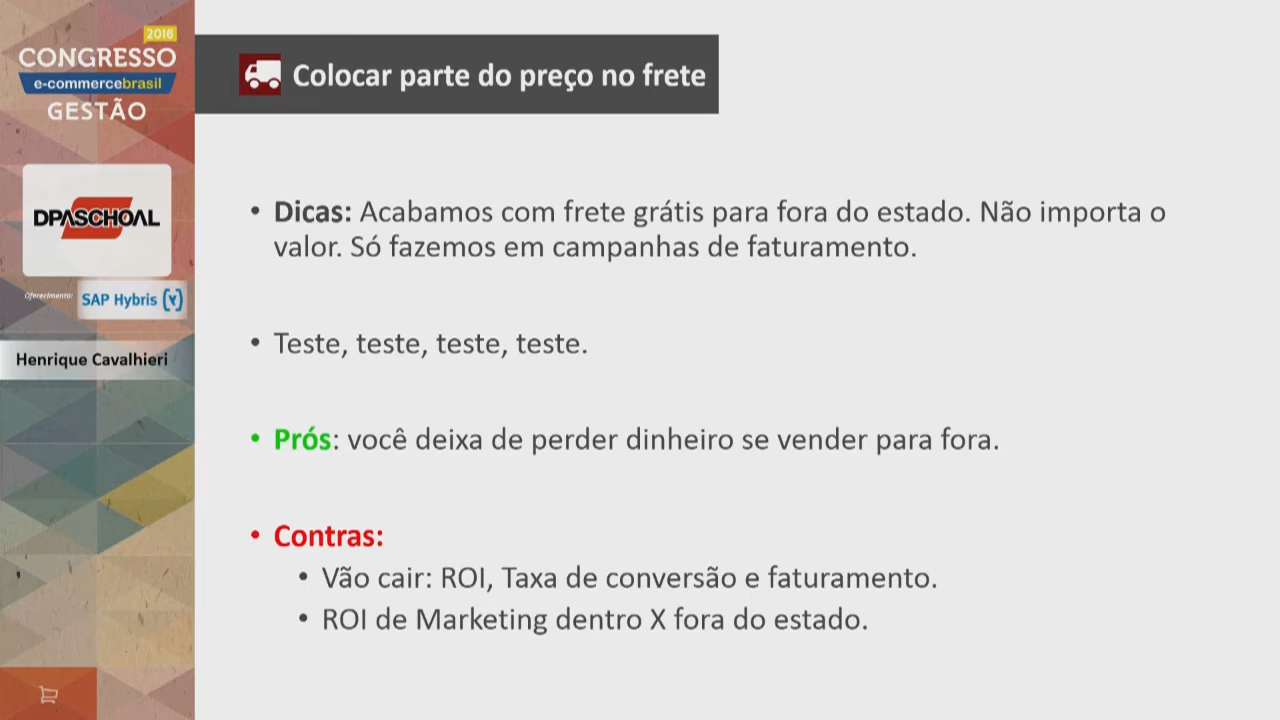 2016
CONGRESSO
e-commercebrasil
GESTÃO
DPASCHOAL
Oferecimento:
SAP Hybris (Y)
Henrique Cavalhieri
Colocar parte do preço no frete
• Dicas: Acabamos com frete grátis para fora do estado. Não importa o
valor. Só fazemos em campanhas de faturamento.
• Teste, teste, teste, teste.
• Prós: você deixa de perder dinheiro se vender para fora.
• Contras:
• Vão cair: ROI, Taxa de conversão e faturamento.
• ROI de Marketing dentro X fora do estado.